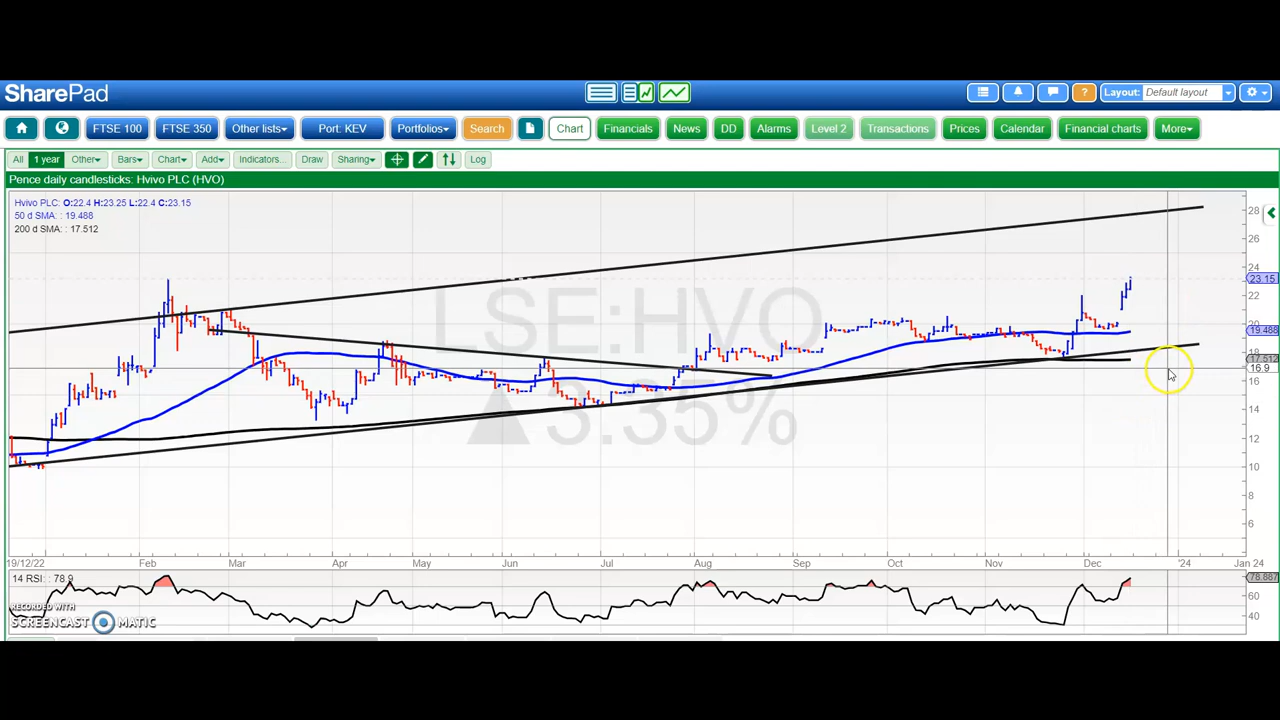 SharePad
Layout: Default layout
FTSE 100 FTSE 350 Other lists Port: KEV Portfolios Search Chart Financials News DD Alarms Level 2 Transactions Prices Calendar Financial charts More
All 1 year Other Bars Chart Add Indicators... Draw Sharing Log
Pence daily candlesticks: Hvivo PLC (HVO)
Hvivo PLC: O:22.4 H:23.25 L:22.4 C:23.15
50 d SMA: : 19.488
200 d SMA: : 17.512
LSE:HVO
▲3.35%
28
26
24
23.15
22
20
19.488
18
17.512
16.9
16
14
12
10
8
6
19/12/22 Feb Mar Apr May Jun Jul Aug Sep Oct Nov Dec '24 Jan 24
14 RSI: : 78.9
78.887
60
40
RECORDED WITH
SCREENCAST MATIC